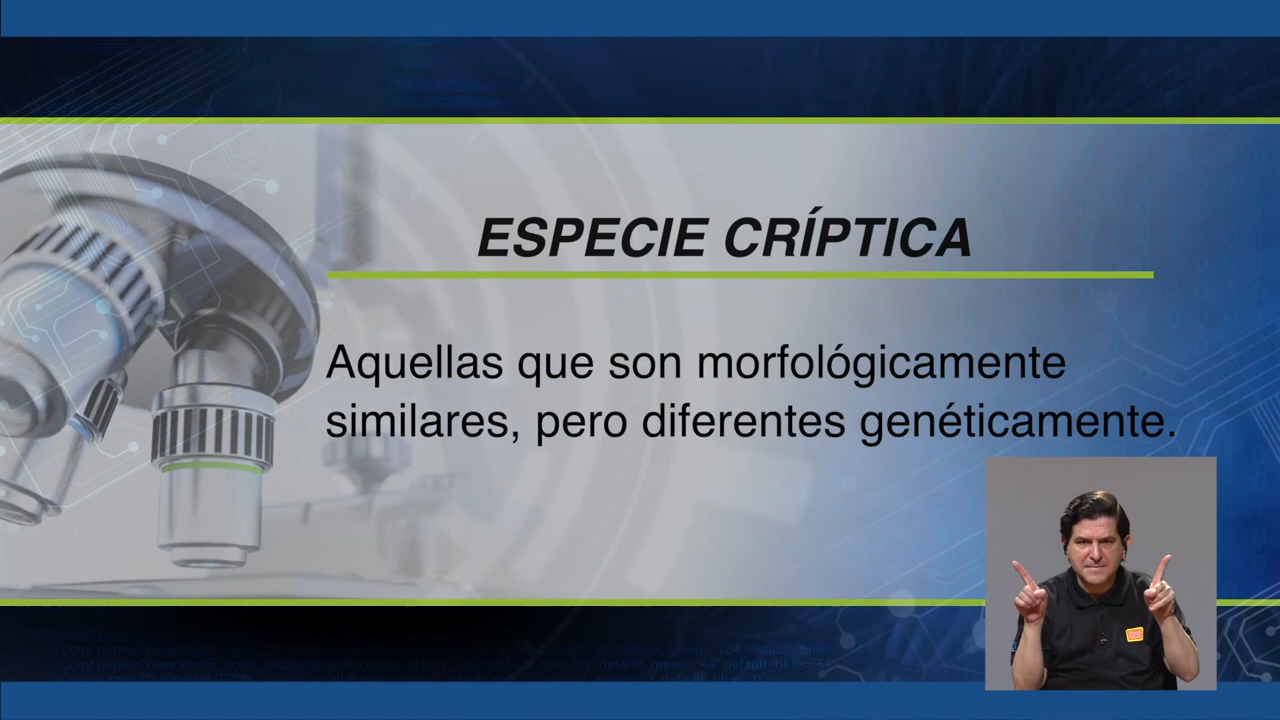 ESPECIE CRÍPTICA
Aquellas que son morfológicamente
similares, pero diferentes genéticamente.